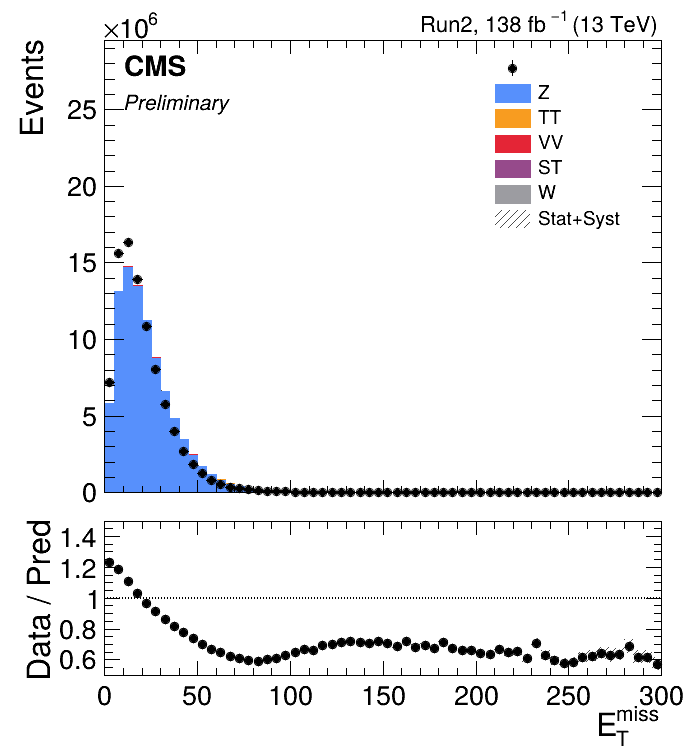 ×10⁶
Run2, 138 fb⁻¹ (13 TeV)
CMS
Preliminary
Events
Z
TT
VV
ST
W
Stat+Syst
25
20
15
10
5
0
Data / Pred
1.4
1.2
1
0.8
0.6
0 50 100 150 200 250 300
E_T^miss